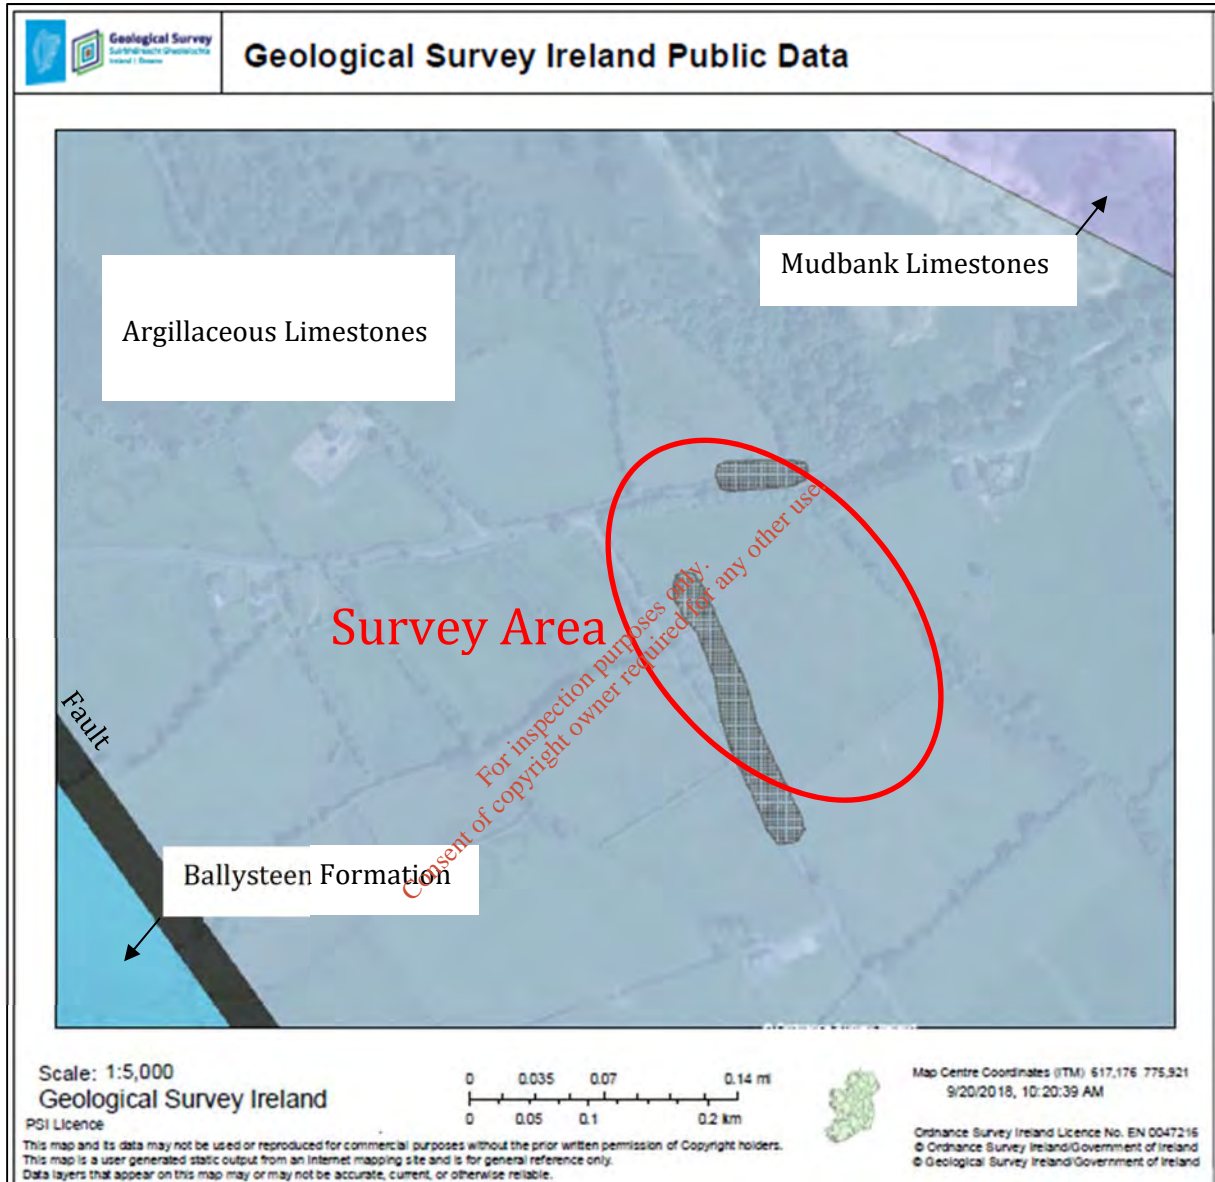 Geological Survey
Suirbhéireacht Gheolaíochta
Ireland | Éireann
Geological Survey Ireland Public Data
Mudbank Limestones
Argillaceous Limestones
Survey Area
For inspection purposes only.
Consent of copyright owner required for any other use.
Fault
Ballysteen Formation
Scale: 1:5,000
Geological Survey Ireland
PSI Licence
0 0.035 0.07 0.14 mi
0 0.05 0.1 0.2 km
Map Centre Coordinates (ITM) 617,176 775,921
9/20/2018, 10:20:39 AM
Ordnance Survey Ireland Licence No. EN 0047216
© Ordnance Survey Ireland/Government of Ireland
© Geological Survey Ireland/Government of Ireland
This map and its data may not be used or reproduced for commercial purposes without the prior written permission of Copyright holders.
This map is a user generated static output from an Internet mapping site and is for general reference only.
Data layers that appear on this map may or may not be accurate, current, or otherwise reliable.